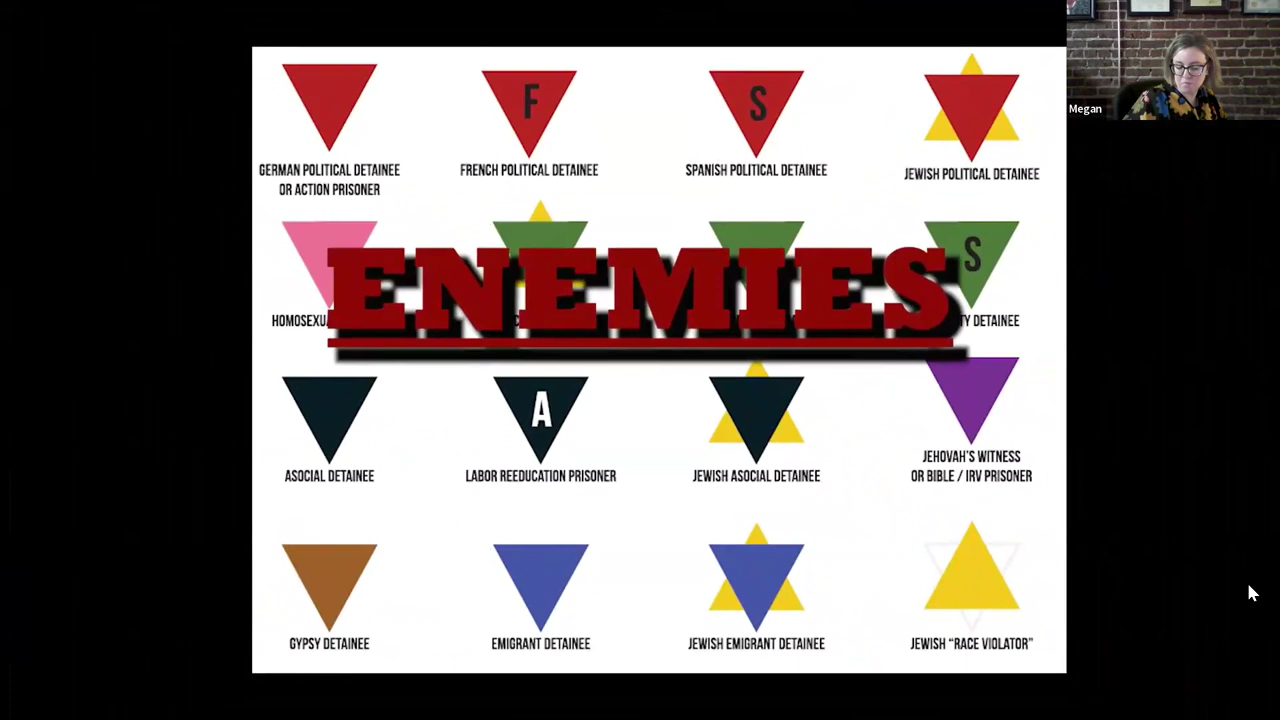 Megan
F
S
GERMAN POLITICAL DETAINEE
OR ACTION PRISONER
FRENCH POLITICAL DETAINEE
SPANISH POLITICAL DETAINEE
JEWISH POLITICAL DETAINEE
S
ENEMIES
DETAINEE
A
ASOCIAL DETAINEE
LABOR REEDUCATION PRISONER
JEWISH ASOCIAL DETAINEE
JEHOVAH'S WITNESS
OR BIBLE / IRV PRISONER
GYPSY DETAINEE
EMIGRANT DETAINEE
JEWISH EMIGRANT DETAINEE
JEWISH “RACE VIOLATOR”